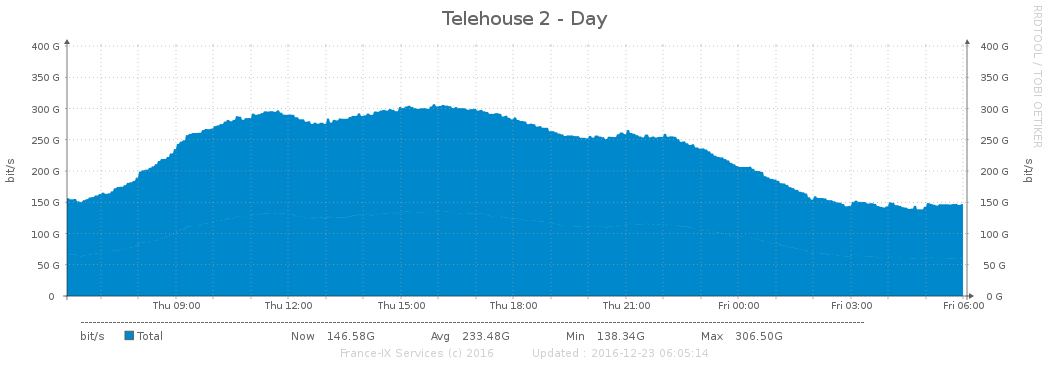 Telehouse 2 - Day
RRDTOOL / TOBI OETIKER
400 G 400 G
350 G 350 G
300 G 300 G
250 G 250 G
200 G 200 G
150 G 150 G
100 G 100 G
50 G 50 G
0 0 G
bit/s bit/s
Thu 09:00 Thu 12:00 Thu 15:00 Thu 18:00 Thu 21:00 Fri 00:00 Fri 03:00 Fri 06:00
bit/s Total Now 146.58G Avg 233.48G Min 138.34G Max 306.50G
France-IX Services (c) 2016 Updated : 2016-12-23 06:05:14